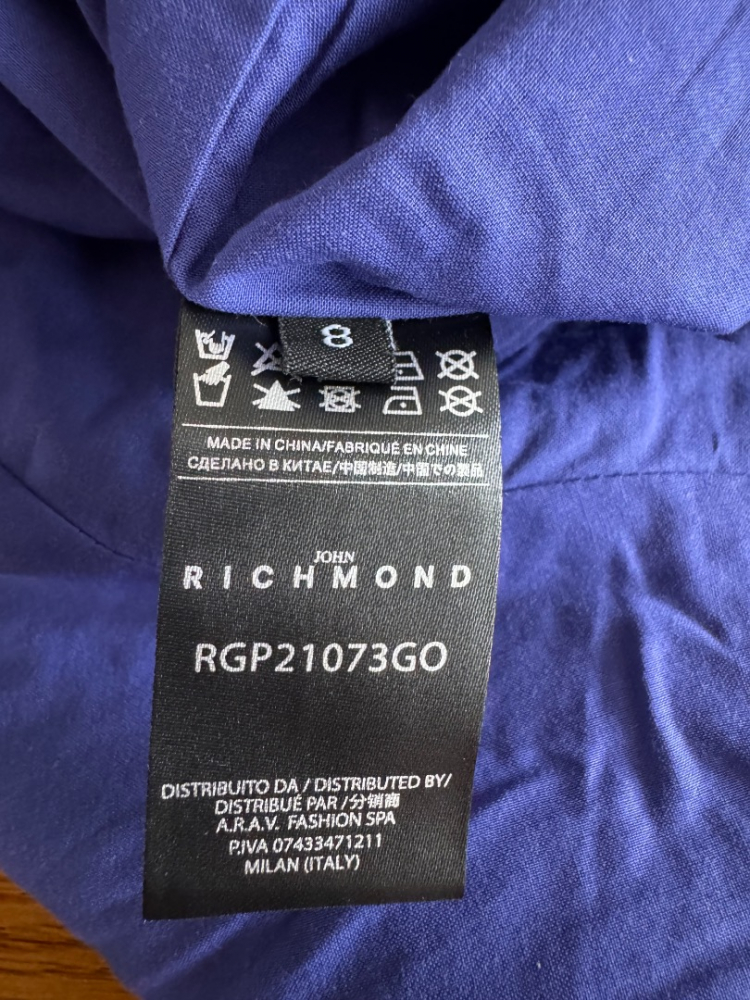 8
MADE IN CHINA/FABRIQUÉ EN CHINE
СДЕЛАНО В КИТАЕ/中国制造/中国での製品
JOHN
RICHMOND
RGP21073GO
DISTRIBUITO DA / DISTRIBUTED BY/
DISTRIBUÉ PAR /分销商
A.R.A.V. FASHION SPA
P.IVA 07433471211
MILAN (ITALY)